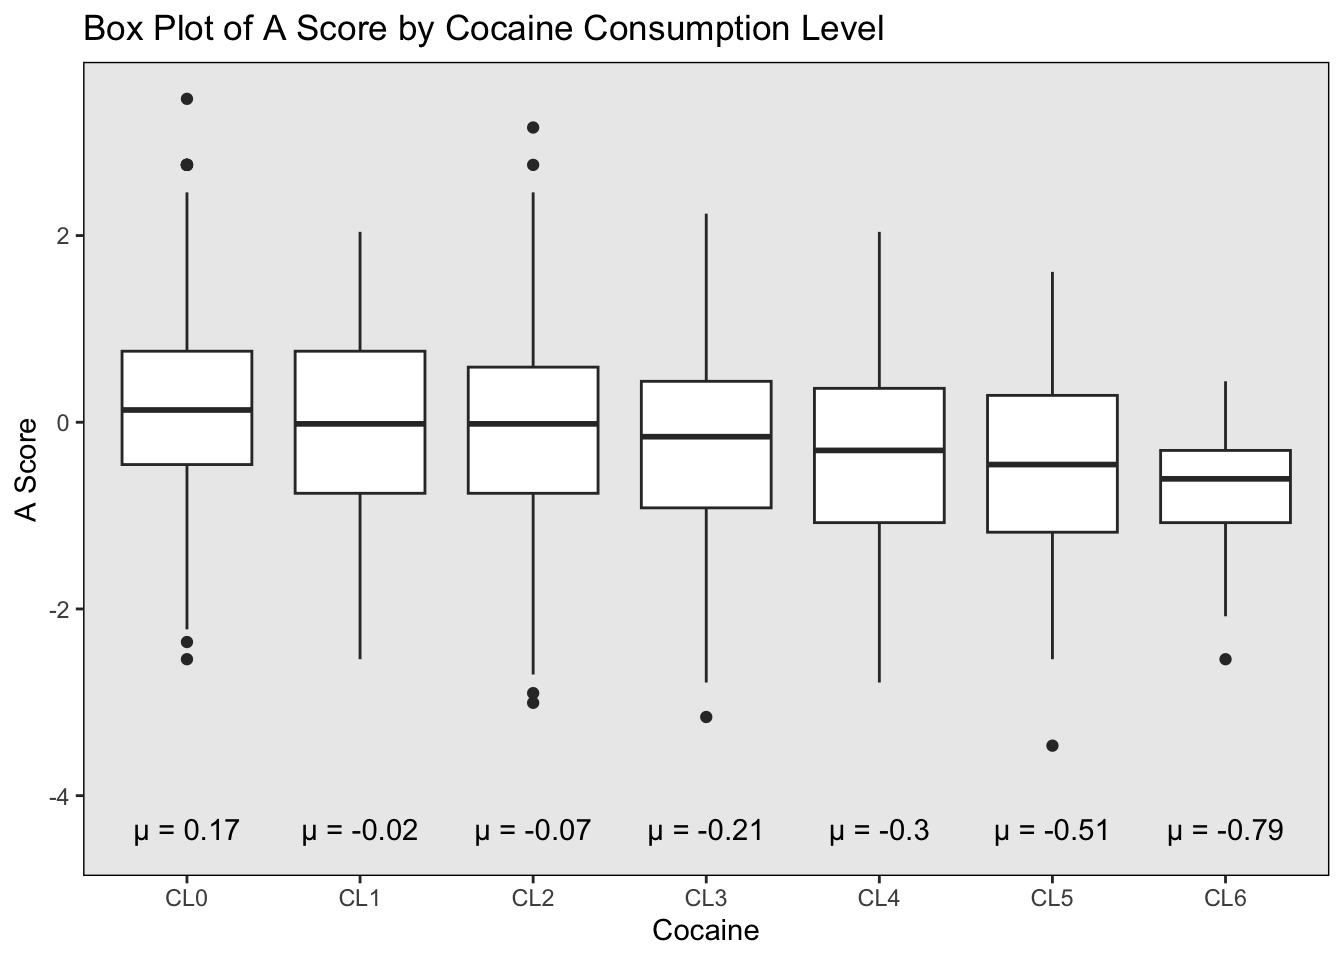 Box Plot of A Score by Cocaine Consumption Level
A Score
2
0
-2
-4
μ = 0.17 μ = -0.02 μ = -0.07 μ = -0.21 μ = -0.3 μ = -0.51 μ = -0.79
CL0 CL1 CL2 CL3 CL4 CL5 CL6
Cocaine